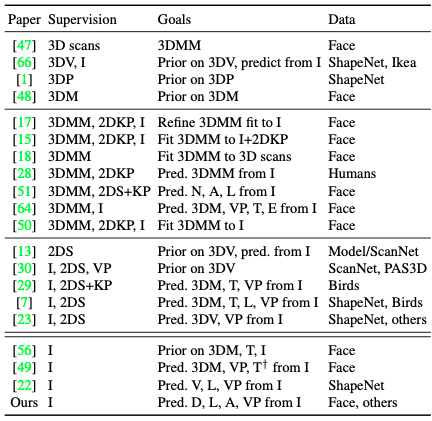 Paper Supervision Goals Data
[47] 3D scans 3DMM Face
[66] 3DV, I Prior on 3DV, predict from I ShapeNet, Ikea
[1] 3DP Prior on 3DP ShapeNet
[48] 3DM Prior on 3DM Face
[17] 3DMM, 2DKP, I Refine 3DMM fit to I Face
[15] 3DMM, 2DKP, I Fit 3DMM to I+2DKP Face
[18] 3DMM Fit 3DMM to 3D scans Face
[28] 3DMM, 2DKP Pred. 3DMM from I Humans
[51] 3DMM, 2DS+KP Pred. N, A, L from I Face
[64] 3DMM, I Pred. 3DM, VP, T, E from I Face
[50] 3DMM, 2DKP, I Fit 3DMM to I Face
[13] 2DS Prior on 3DV, pred. from I Model/ScanNet
[30] I, 2DS, VP Prior on 3DV ScanNet, PAS3D
[29] I, 2DS+KP Pred. 3DM, T, VP from I Birds
[7] I, 2DS Pred. 3DM, T, L, VP from I ShapeNet, Birds
[23] I, 2DS Pred. 3DV, VP from I ShapeNet, others
[56] I Prior on 3DM, T, I Face
[49] I Pred. 3DM, VP, T† from I Face
[22] I Pred. V, L, VP from I ShapeNet
Ours I Pred. D, L, A, VP from I Face, others